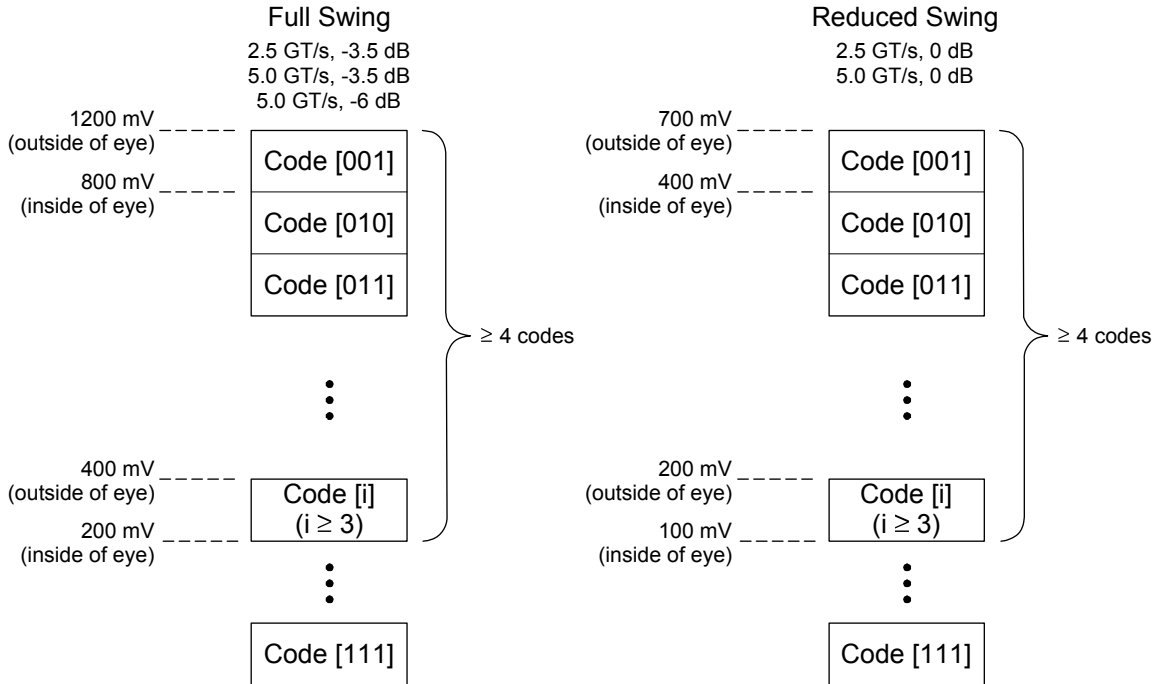 Full Swing
2.5 GT/s, -3.5 dB
5.0 GT/s, -3.5 dB
5.0 GT/s, -6 dB
1200 mV
(outside of eye)
800 mV
(inside of eye)
Code [001]
Code [010]
Code [011]
≥ 4 codes
400 mV
(outside of eye)
200 mV
(inside of eye)
Code [i]
(i ≥ 3)
Code [111]
Reduced Swing
2.5 GT/s, 0 dB
5.0 GT/s, 0 dB
700 mV
(outside of eye)
400 mV
(inside of eye)
Code [001]
Code [010]
Code [011]
≥ 4 codes
200 mV
(outside of eye)
100 mV
(inside of eye)
Code [i]
(i ≥ 3)
Code [111]